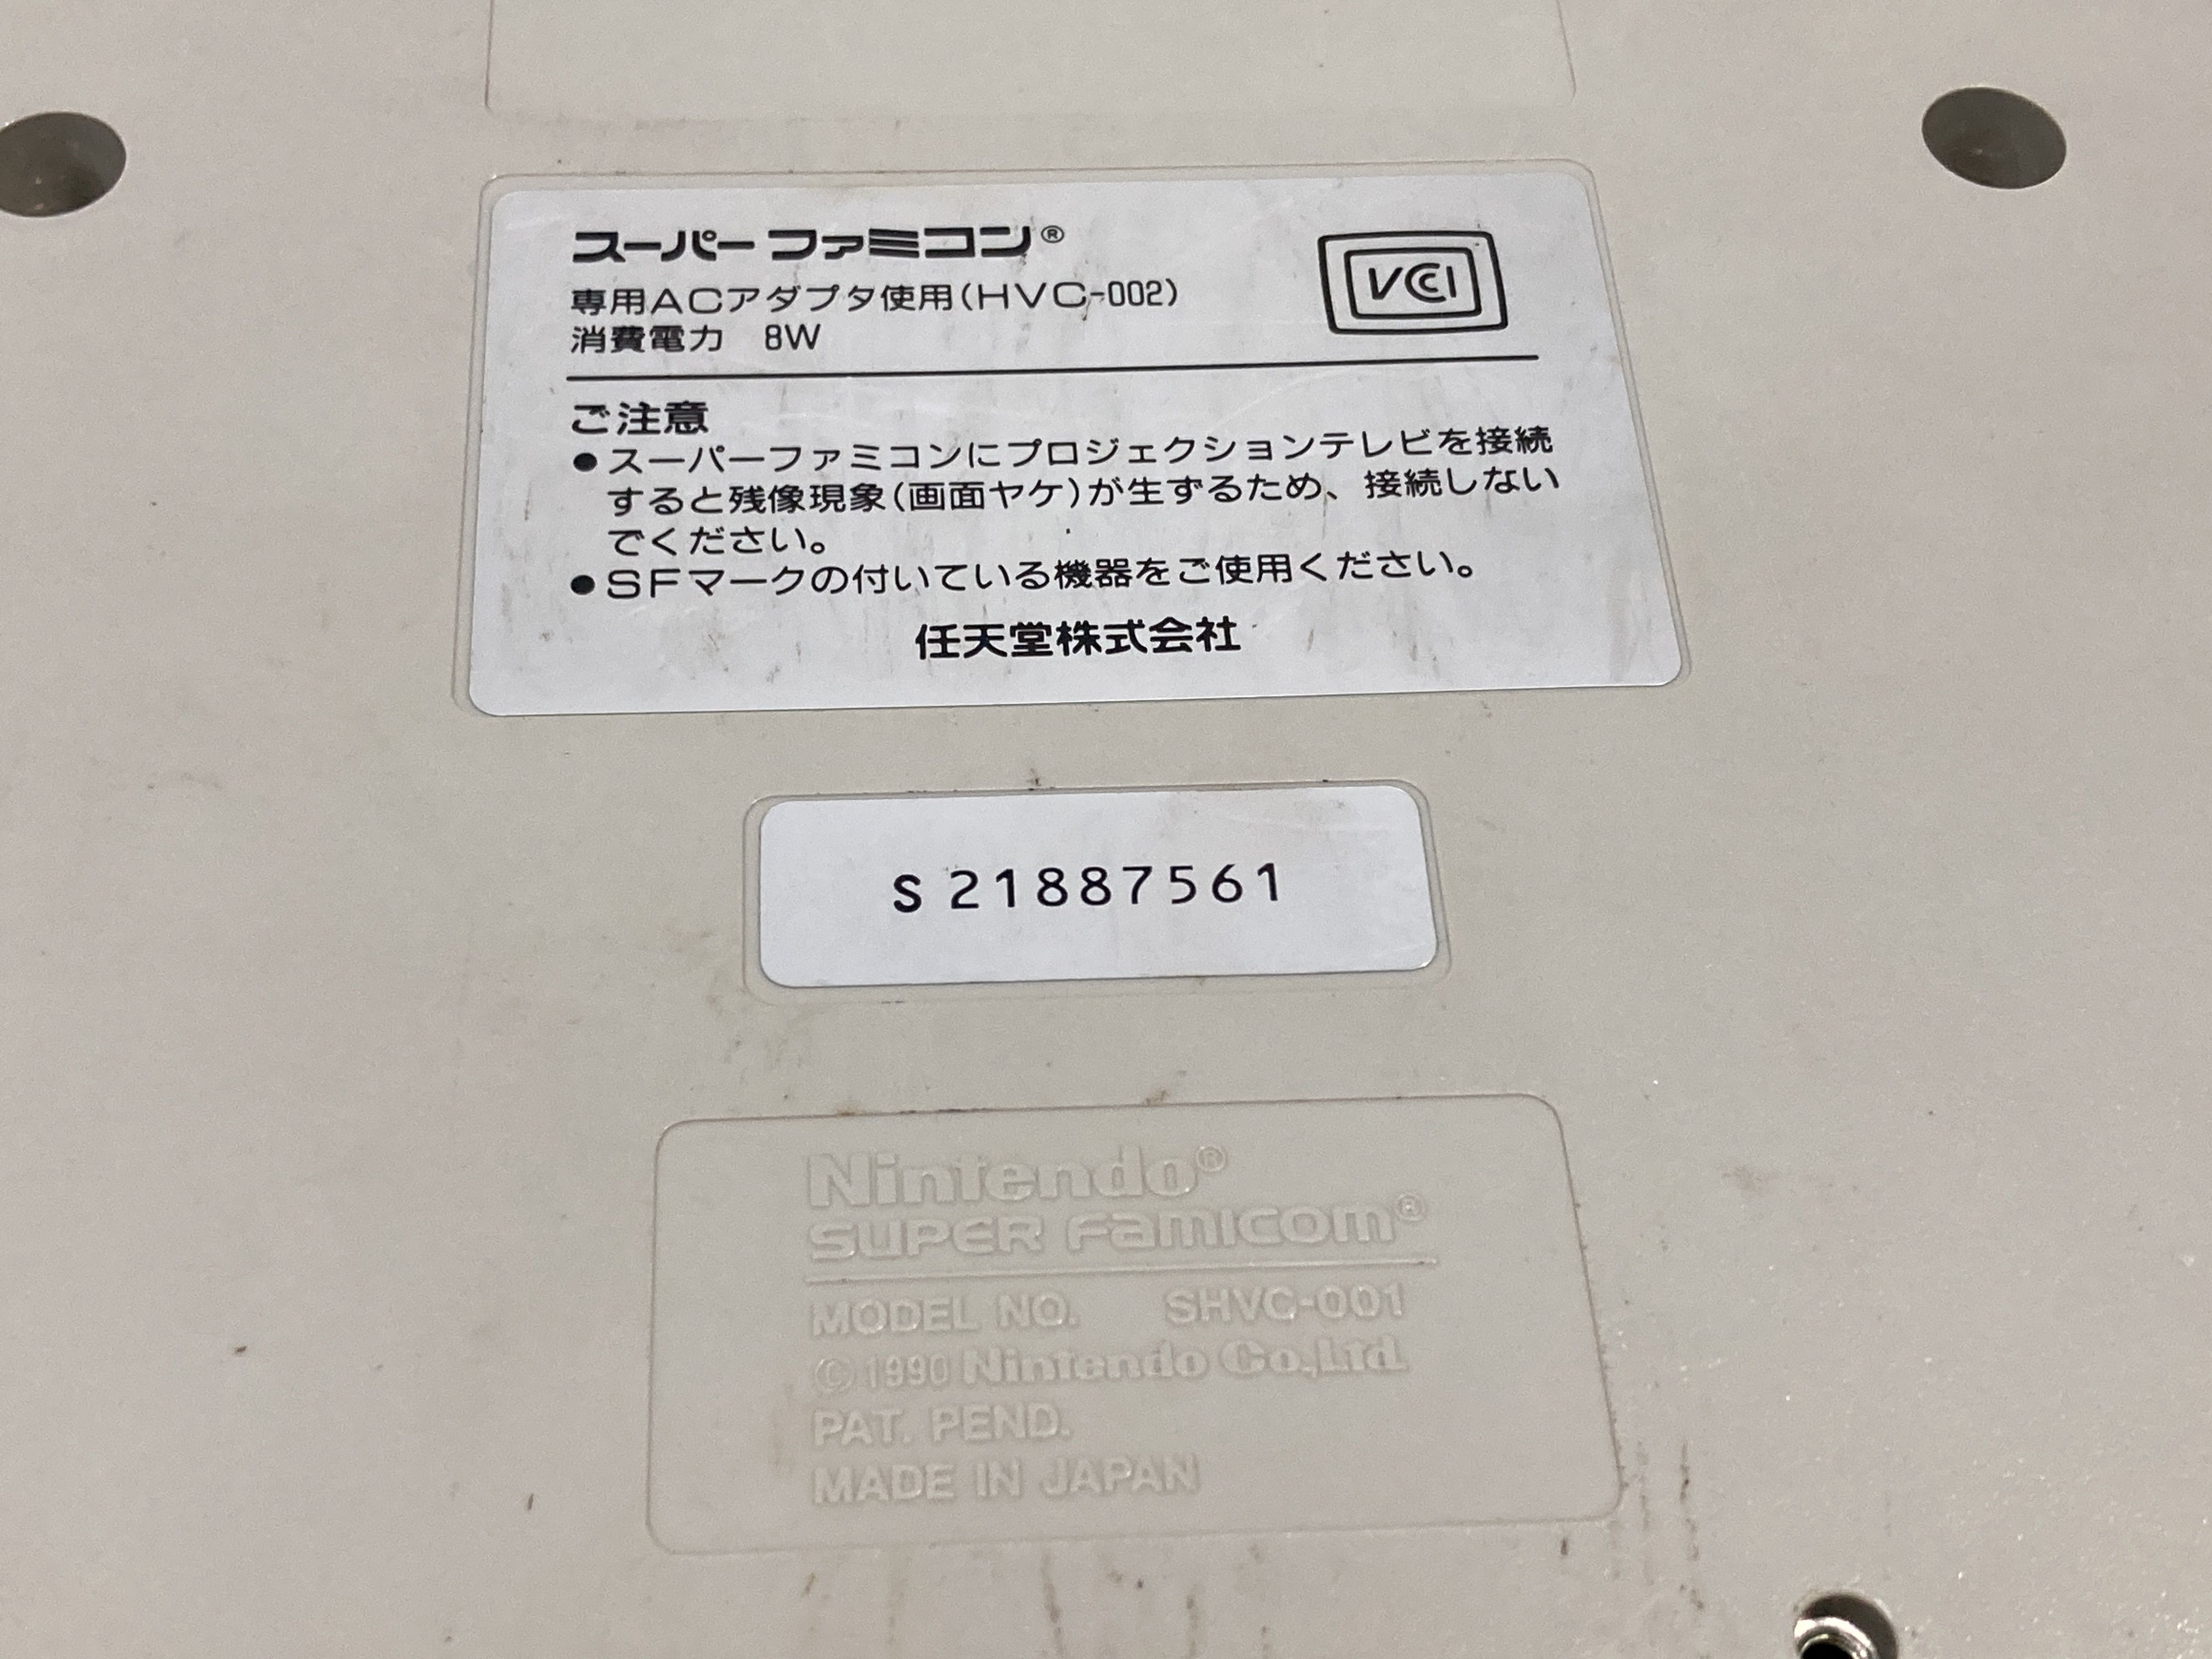 スーパーファミコン®
専用ACアダプタ使用(HVC-002)
消費電力　8W
VCCI
ご注意
●スーパーファミコンにプロジェクションテレビを接続
すると残像現象(画面ヤケ)が生ずるため、接続しない
でください。
●SFマークの付いている機器をご使用ください。
任天堂株式会社
S 21887561
Nintendo®
SUPER Famicom®
MODEL NO. SHVC-001
© 1990 Nintendo Co.,Ltd.
PAT. PEND.
MADE IN JAPAN